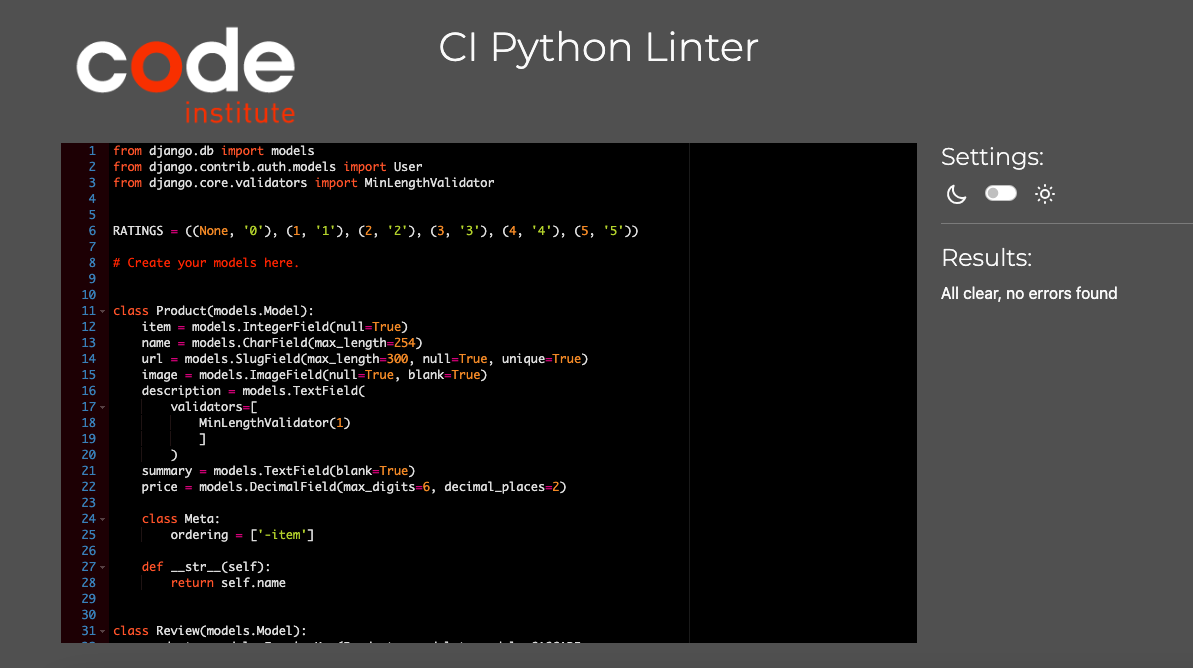 code
institute
CI Python Linter
1 from django.db import models
2 from django.contrib.auth.models import User
3 from django.core.validators import MinLengthValidator
4
5
6 RATINGS = ((None, '0'), (1, '1'), (2, '2'), (3, '3'), (4, '4'), (5, '5'))
7
8 # Create your models here.
9
10
11 class Product(models.Model):
12     item = models.IntegerField(null=True)
13     name = models.CharField(max_length=254)
14     url = models.SlugField(max_length=300, null=True, unique=True)
15     image = models.ImageField(null=True, blank=True)
16     description = models.TextField(
17         validators=[
18             MinLengthValidator(1)
19             ]
20         )
21     summary = models.TextField(blank=True)
22     price = models.DecimalField(max_digits=6, decimal_places=2)
23
24     class Meta:
25         ordering = ['-item']
26
27     def __str__(self):
28         return self.name
29
30
31 class Review(models.Model):
Settings:
Results:
All clear, no errors found